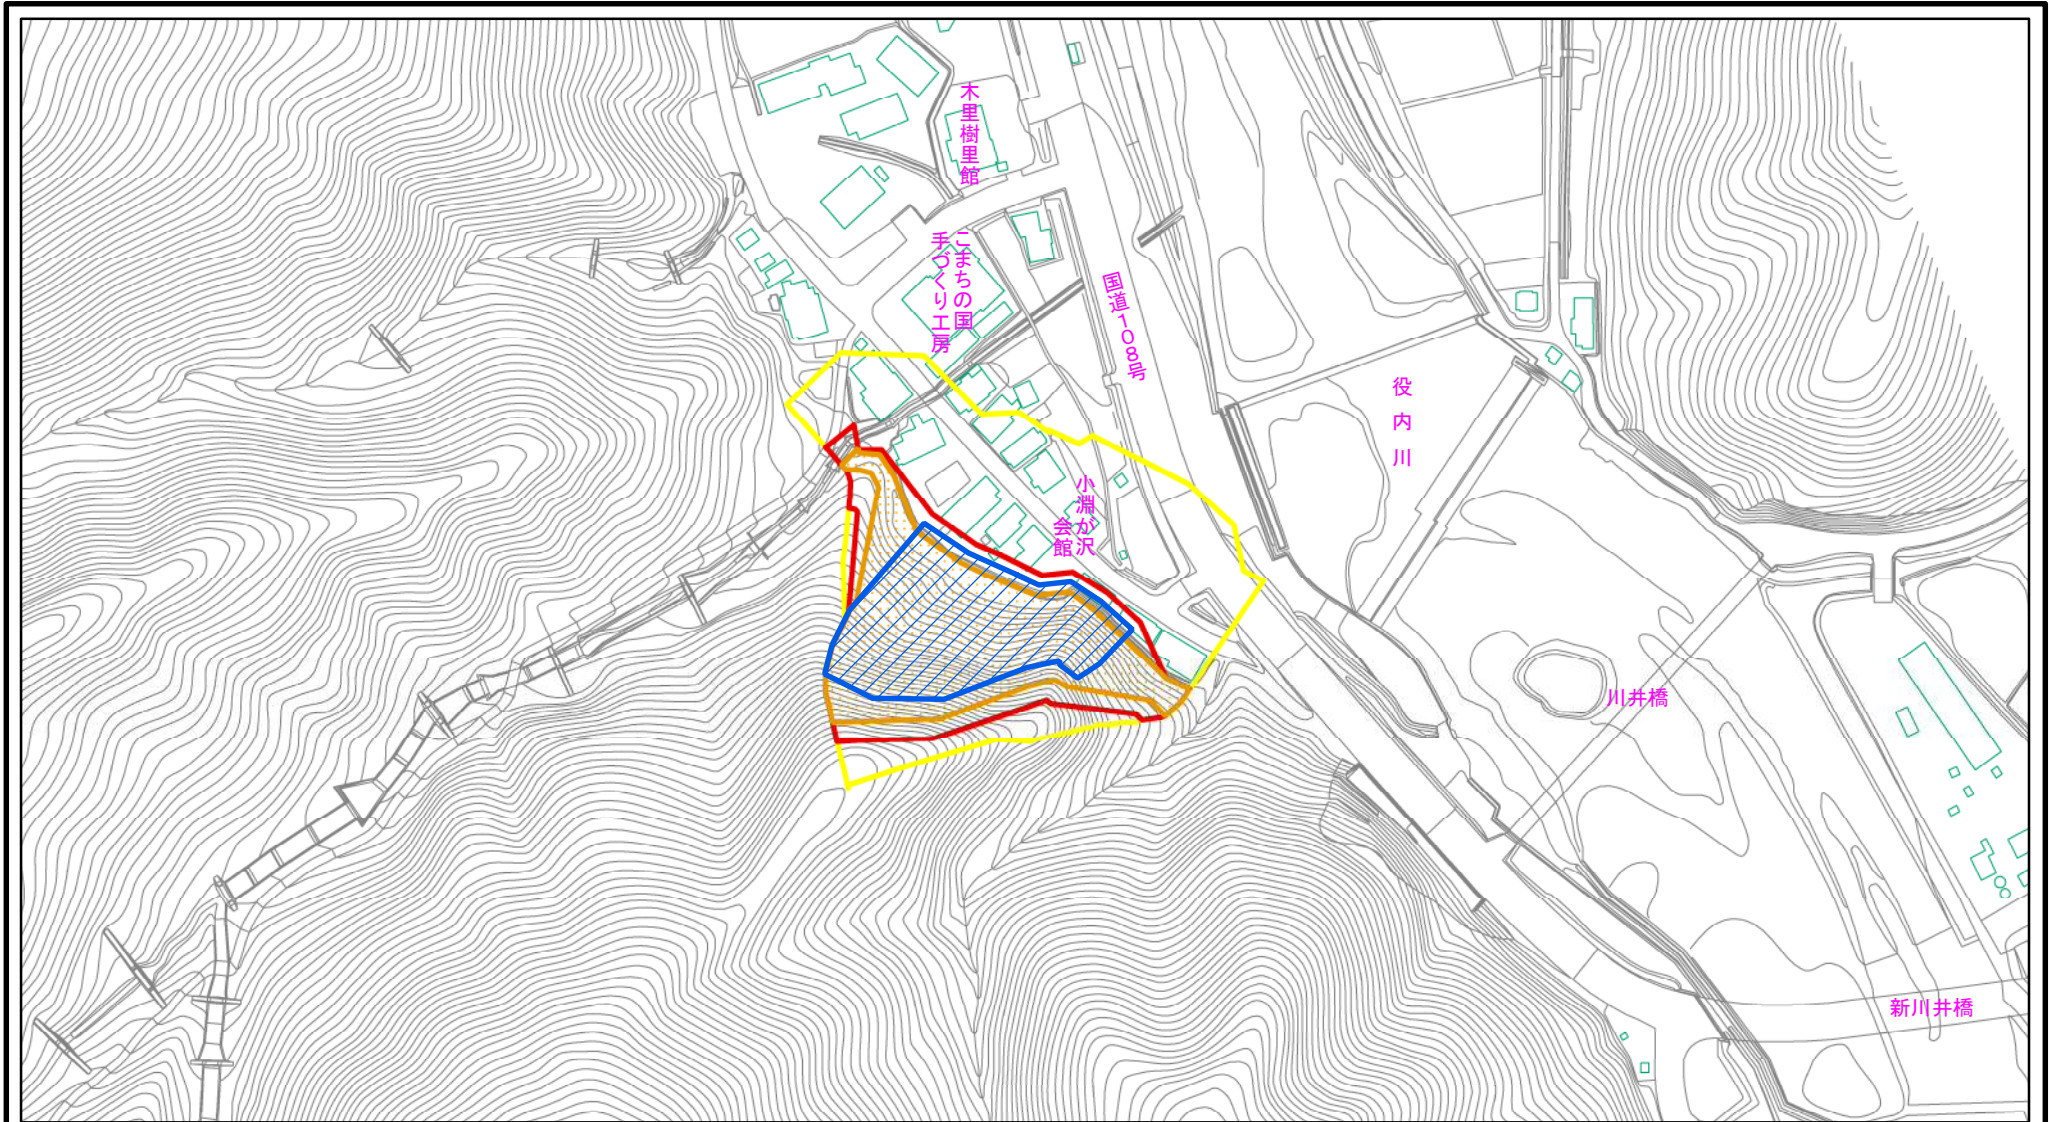 木里樹里館
こまちの国
手づくり工房
国道108号
役内川
小淵が沢
会館
川井橋
新川井橋